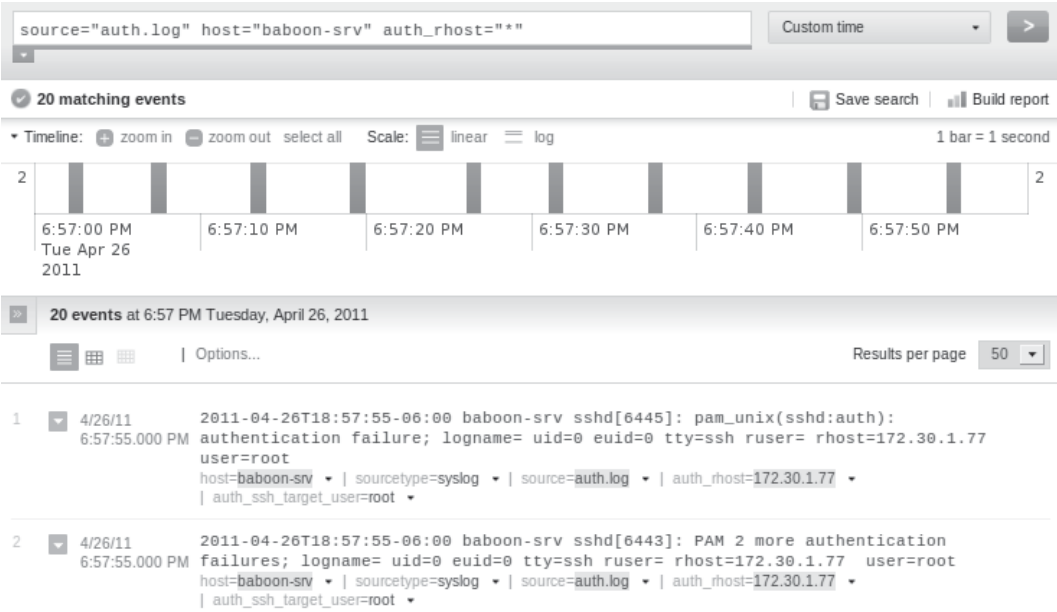 source="auth.log" host="baboon-srv" auth_rhost="*"
Custom time
>
20 matching events
Save search
Build report
Timeline: zoom in zoom out select all Scale: linear log
1 bar = 1 second
2
2
6:57:00 PM
Tue Apr 26
2011
6:57:10 PM
6:57:20 PM
6:57:30 PM
6:57:40 PM
6:57:50 PM
»
20 events at 6:57 PM Tuesday, April 26, 2011
| Options...
Results per page 50
1
4/26/11
6:57:55.000 PM
2011-04-26T18:57:55-06:00 baboon-srv sshd[6445]: pam_unix(sshd:auth):
authentication failure; logname= uid=0 euid=0 tty=ssh ruser= rhost=172.30.1.77
user=root
host=baboon-srv | sourcetype=syslog | source=auth.log | auth_rhost=172.30.1.77
| auth_ssh_target_user=root
2
4/26/11
6:57:55.000 PM
2011-04-26T18:57:55-06:00 baboon-srv sshd[6443]: PAM 2 more authentication
failures; logname= uid=0 euid=0 tty=ssh ruser= rhost=172.30.1.77  user=root
host=baboon-srv | sourcetype=syslog | source=auth.log | auth_rhost=172.30.1.77
| auth_ssh_target_user=root